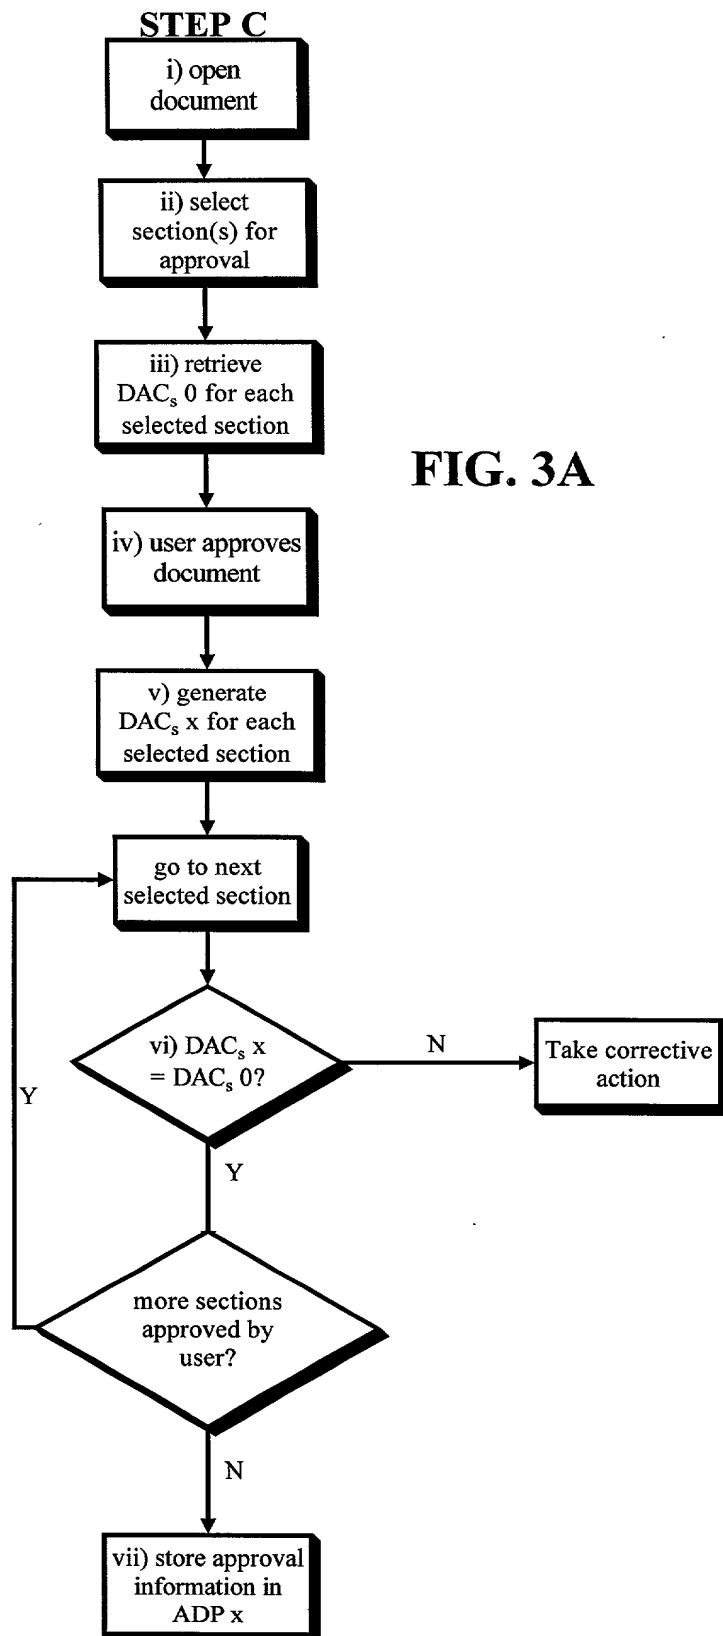 STEP C
i) open
document
ii) select
section(s) for
approval
iii) retrieve
DACs 0 for each
selected section
FIG. 3A
iv) user approves
document
v) generate
DACs x for each
selected section
go to next
selected section
vi) DACs x
= DACs 0?
N
Take corrective
action
Y
Y
more sections
approved by
user?
N
vii) store approval
information in
ADP x